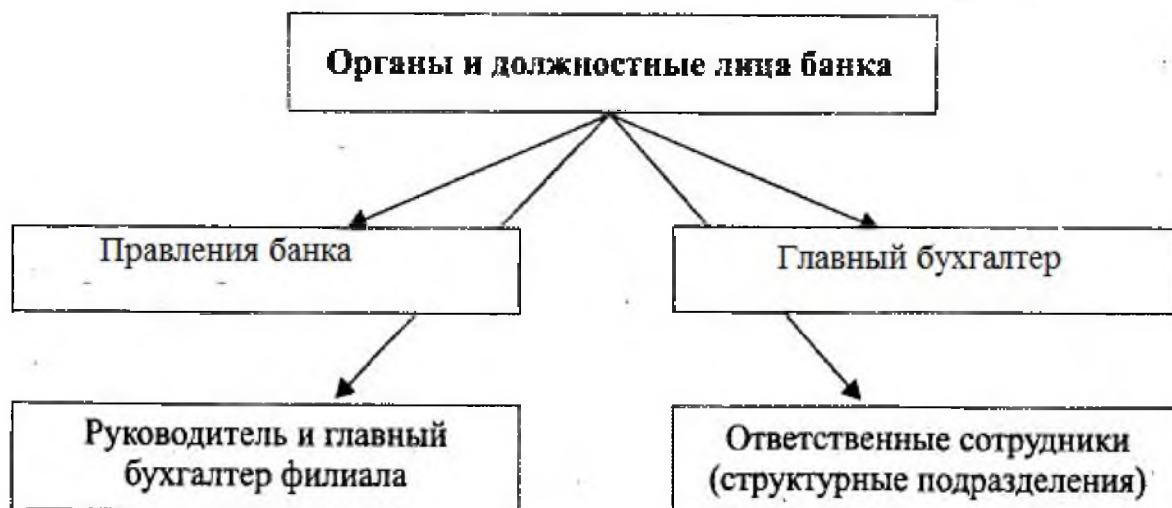 Органы и должностные лица банка
Правления банка
Главный бухгалтер
Руководитель и главный
бухгалтер филиала
Ответственные сотрудники
(структурные подразделения)